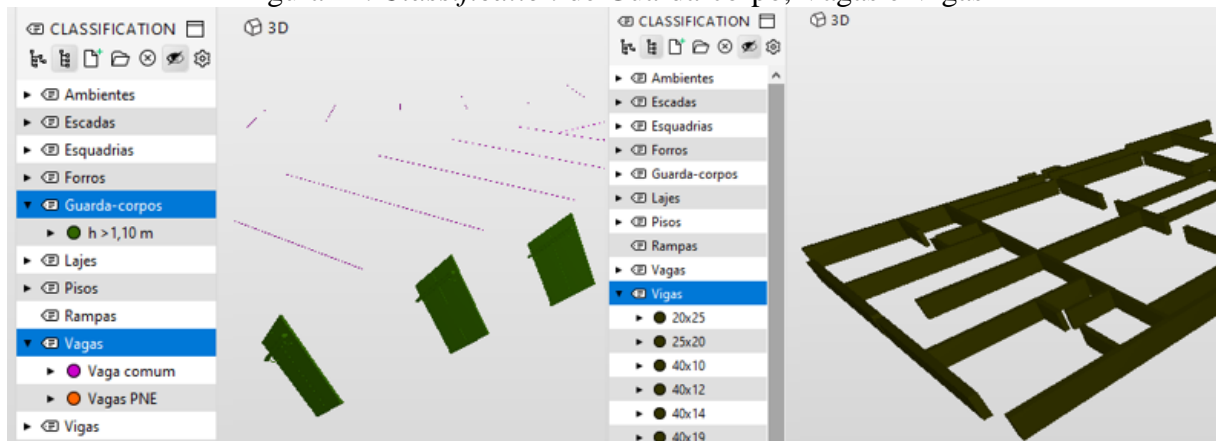 CLASSIFICATION
Ambientes
Escadas
Esquadrias
Forros
Guarda-corpos
h >1,10 m
Lajes
Pisos
Rampas
Vagas
Vaga comum
Vagas PNE
Vigas
3D
CLASSIFICATION
Ambientes
Escadas
Esquadrias
Forros
Guarda-corpos
Lajes
Pisos
Rampas
Vagas
Vigas
20x25
25x20
40x10
40x12
40x14
40x19
3D